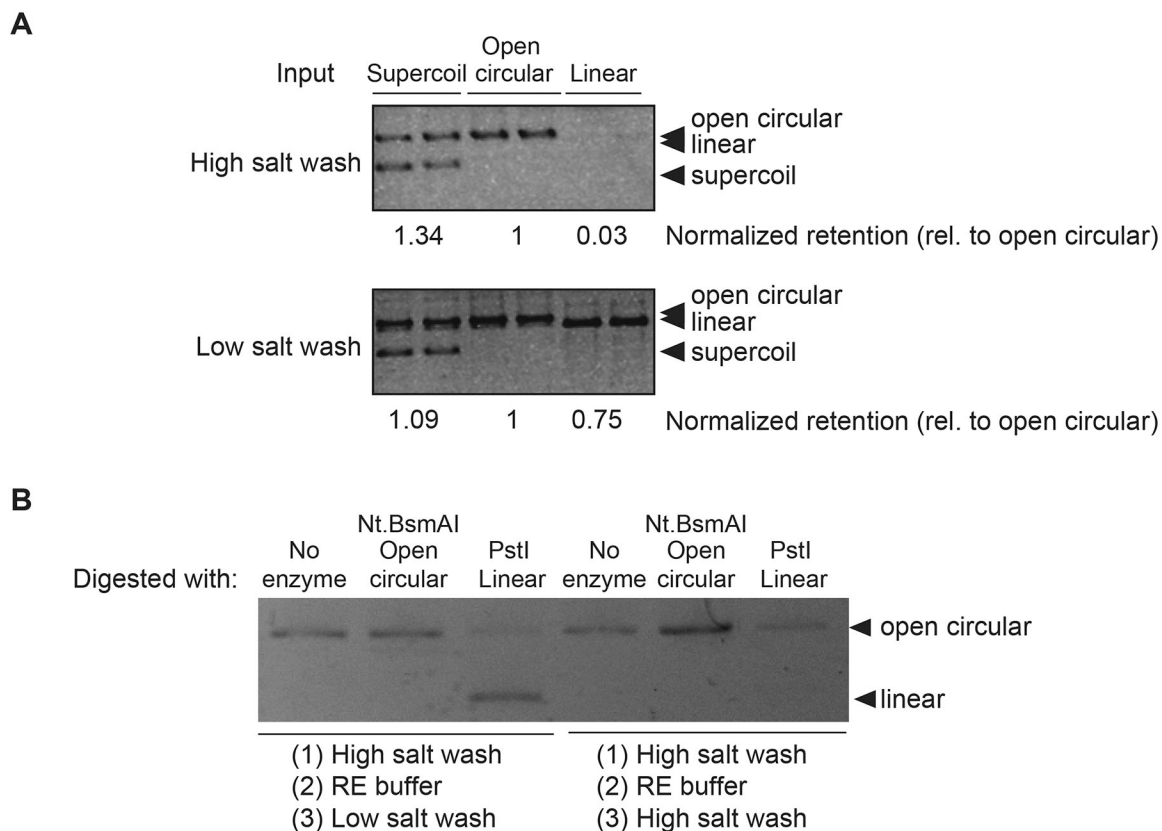 A
Input
Supercoil
Open
circular
Linear
High salt wash
open circular
linear
supercoil
1.34 1 0.03 Normalized retention (rel. to open circular)
Low salt wash
open circular
linear
supercoil
1.09 1 0.75 Normalized retention (rel. to open circular)
B
Digested with:
No
enzyme
Nt.BsmAI
Open
circular
PstI
Linear
No
enzyme
Nt.BsmAI
Open
circular
PstI
Linear
open circular
linear
(1) High salt wash
(2) RE buffer
(3) Low salt wash
(1) High salt wash
(2) RE buffer
(3) High salt wash